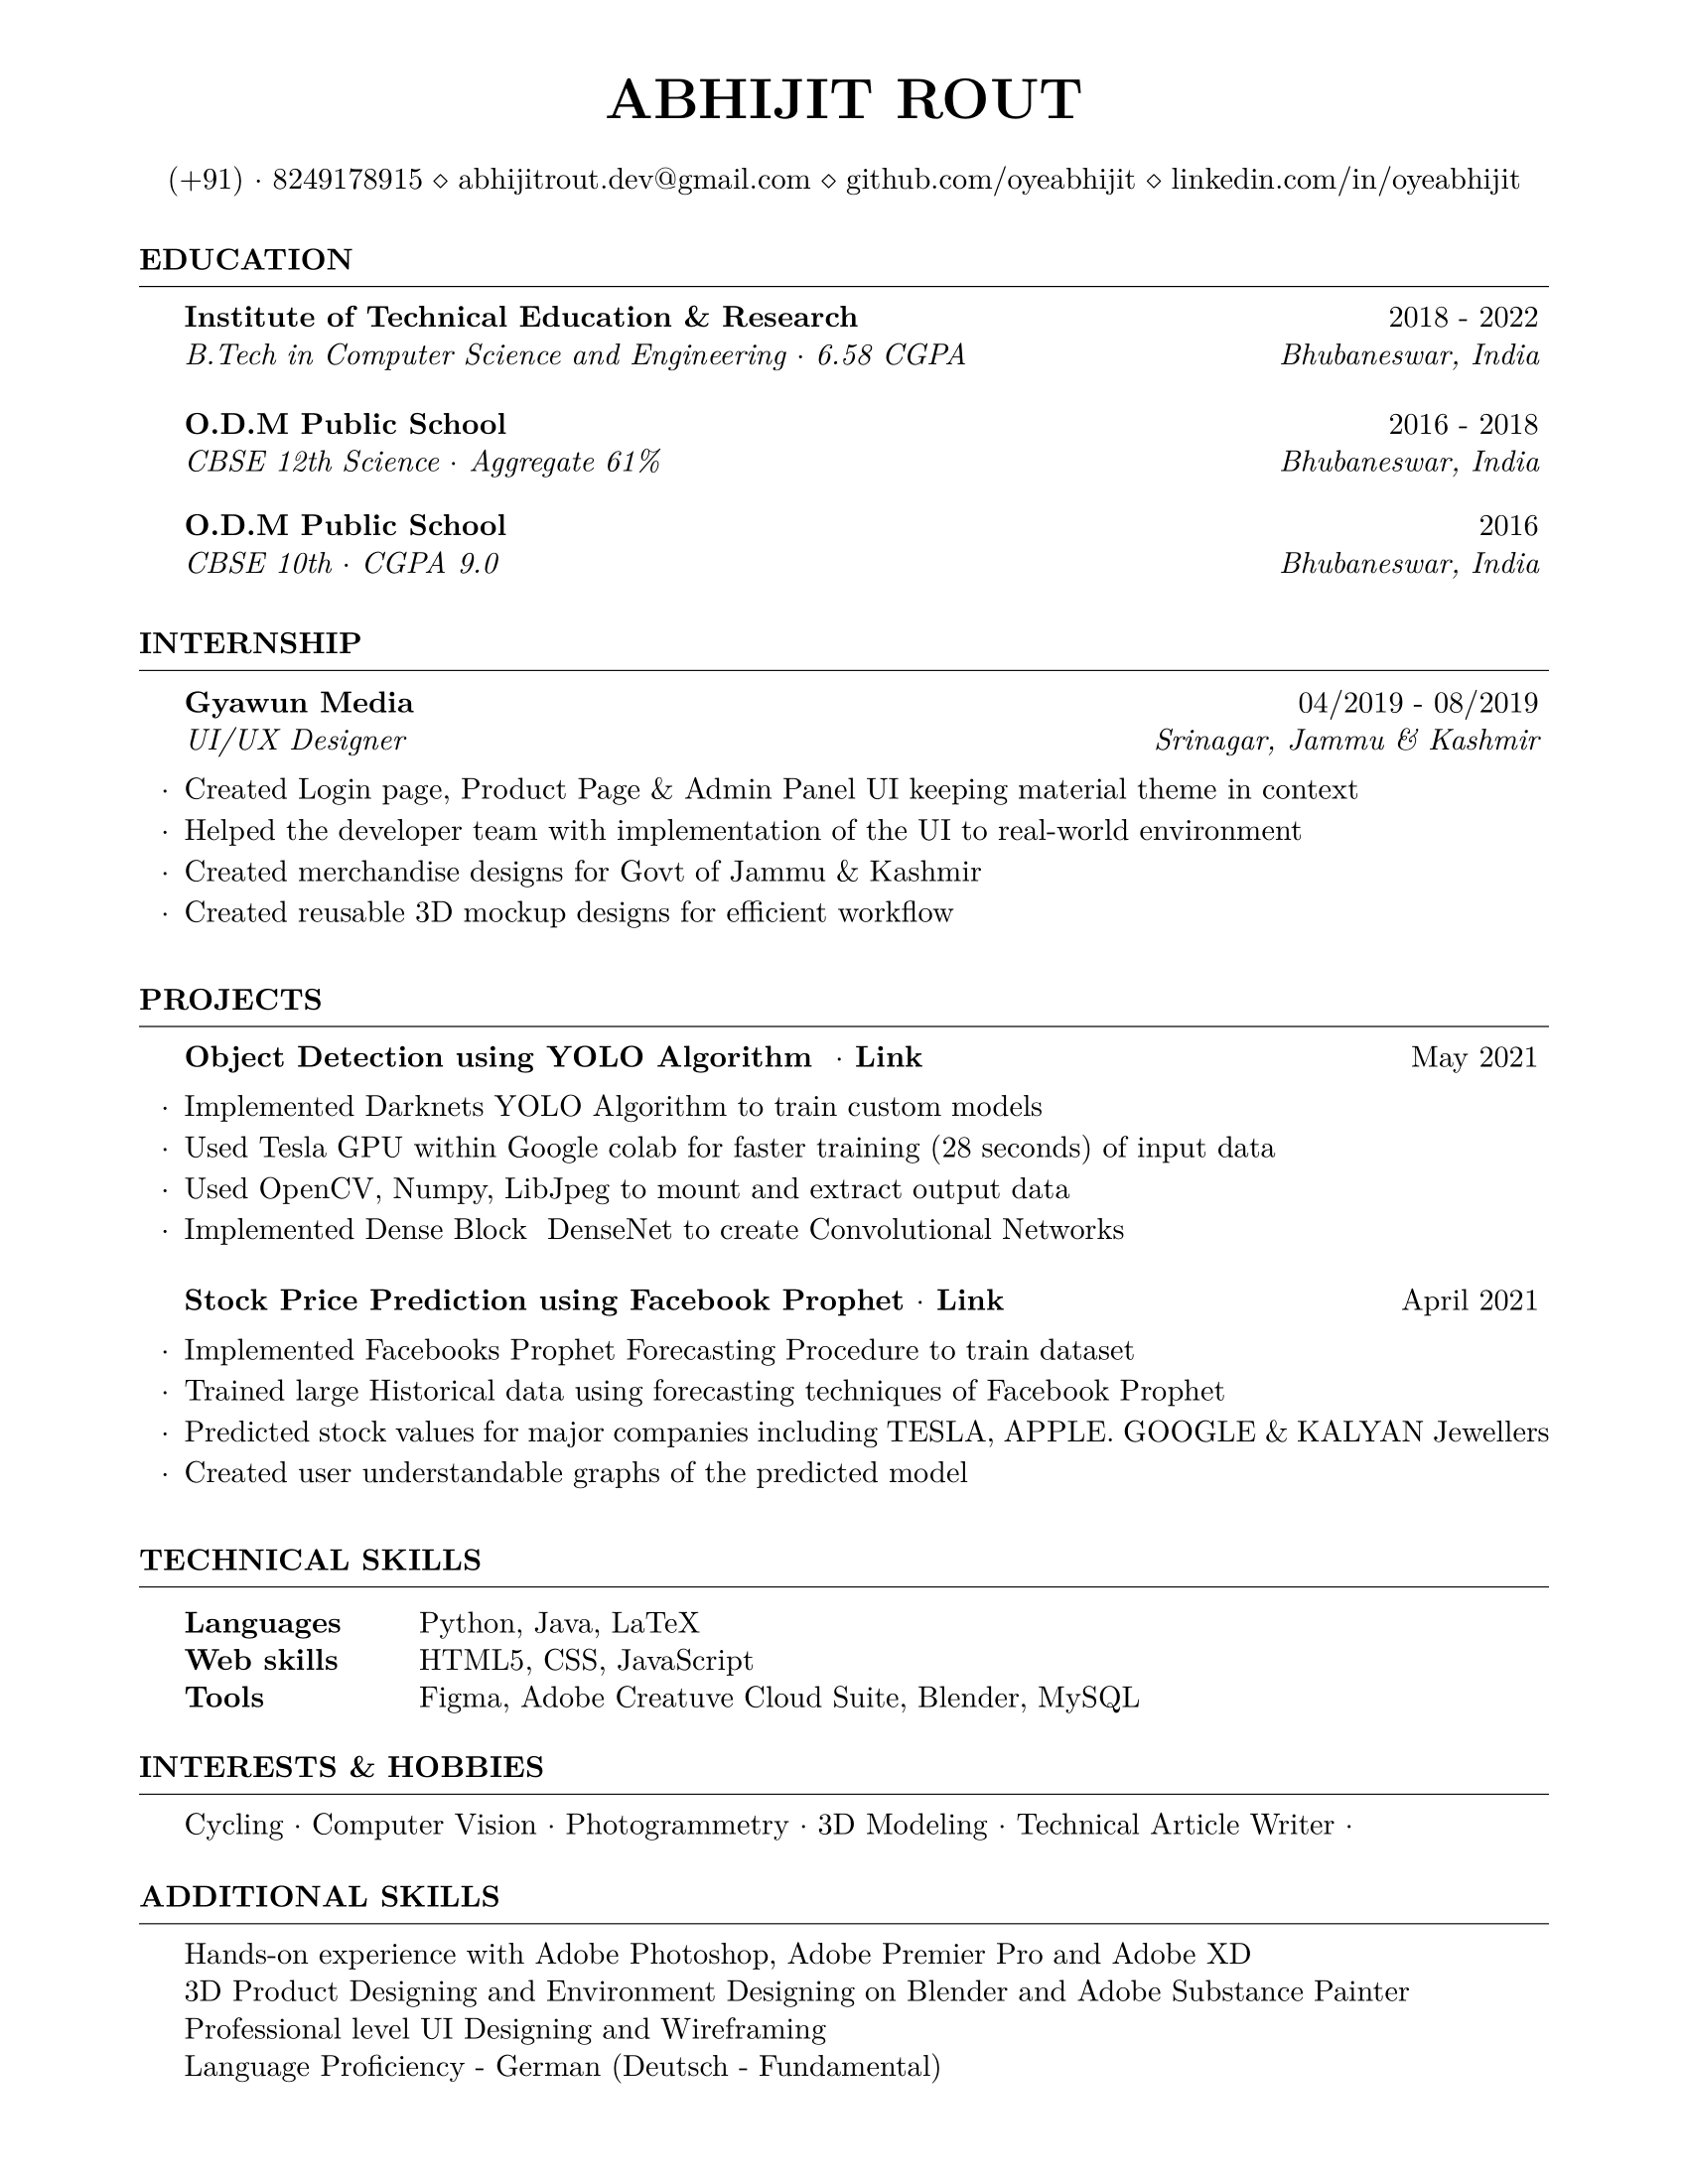 ABHIJIT ROUT
(+91) · 8249178915 ⋄ abhijitrout.dev@gmail.com ⋄ github.com/oyeabhijit ⋄ linkedin.com/in/oyeabhijit
EDUCATION
Institute of Technical Education & Research 2018 - 2022
B.Tech in Computer Science and Engineering · 6.58 CGPA Bhubaneswar, India
O.D.M Public School 2016 - 2018
CBSE 12th Science · Aggregate 61% Bhubaneswar, India
O.D.M Public School 2016
CBSE 10th · CGPA 9.0 Bhubaneswar, India
INTERNSHIP
Gyawun Media 04/2019 - 08/2019
UI/UX Designer Srinagar, Jammu & Kashmir
· Created Login page, Product Page & Admin Panel UI keeping material theme in context
· Helped the developer team with implementation of the UI to real-world environment
· Created merchandise designs for Govt of Jammu & Kashmir
· Created reusable 3D mockup designs for efficient workflow
PROJECTS
Object Detection using YOLO Algorithm · Link May 2021
· Implemented Darknets YOLO Algorithm to train custom models
· Used Tesla GPU within Google colab for faster training (28 seconds) of input data
· Used OpenCV, Numpy, LibJpeg to mount and extract output data
· Implemented Dense Block DenseNet to create Convolutional Networks
Stock Price Prediction using Facebook Prophet · Link April 2021
· Implemented Facebooks Prophet Forecasting Procedure to train dataset
· Trained large Historical data using forecasting techniques of Facebook Prophet
· Predicted stock values for major companies including TESLA, APPLE. GOOGLE & KALYAN Jewellers
· Created user understandable graphs of the predicted model
TECHNICAL SKILLS
Languages Python, Java, LaTeX
Web skills HTML5, CSS, JavaScript
Tools Figma, Adobe Creatuve Cloud Suite, Blender, MySQL
INTERESTS & HOBBIES
Cycling · Computer Vision · Photogrammetry · 3D Modeling · Technical Article Writer ·
ADDITIONAL SKILLS
Hands-on experience with Adobe Photoshop, Adobe Premier Pro and Adobe XD
3D Product Designing and Environment Designing on Blender and Adobe Substance Painter
Professional level UI Designing and Wireframing
Language Proficiency - German (Deutsch - Fundamental)